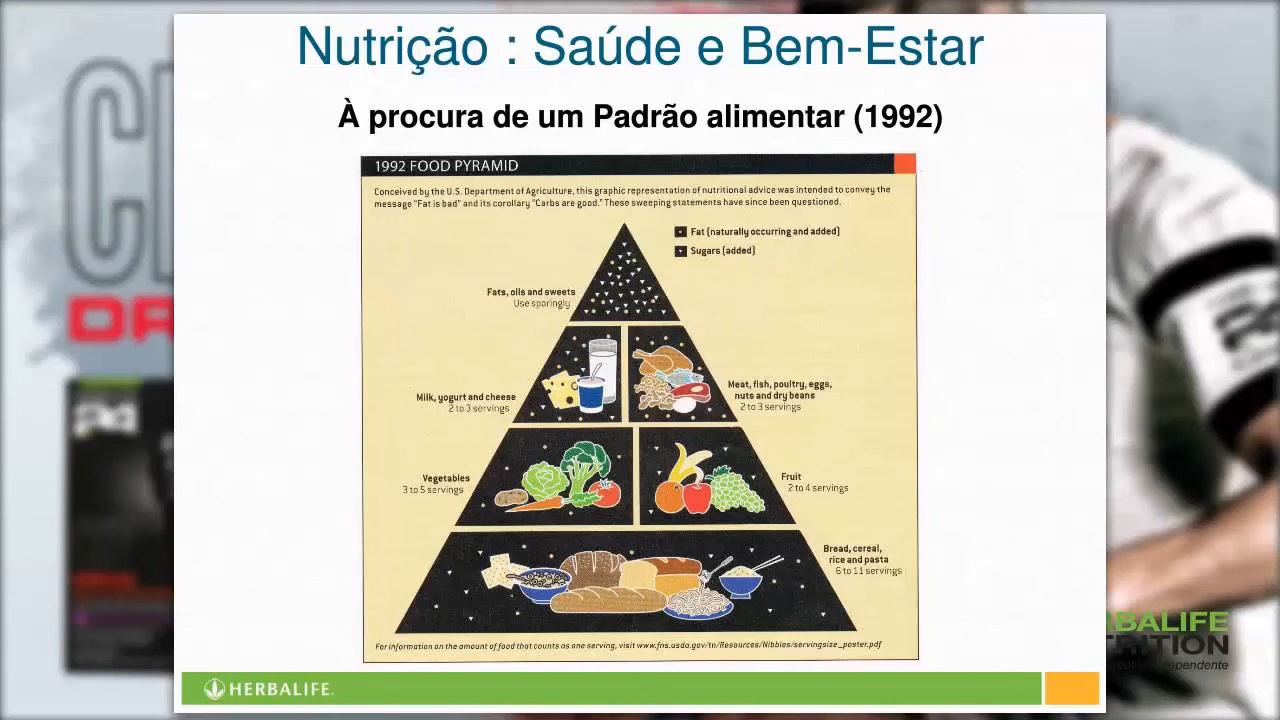 Nutrição : Saúde e Bem-Estar
À procura de um Padrão alimentar (1992)
1992 FOOD PYRAMID
Conceived by the U.S. Department of Agriculture, this graphic representation of nutritional advice was intended to convey the
message "Fat is bad" and its corollary "Carbs are good." These sweeping statements have since been questioned.
Fat (naturally occurring and added)
Sugars (added)
Fats, oils and sweets
Use sparingly
Milk, yogurt and cheese
2 to 3 servings
Meat, fish, poultry, eggs,
nuts and dry beans
2 to 3 servings
Vegetables
3 to 5 servings
Fruit
2 to 4 servings
Bread, cereal,
rice and pasta
6 to 11 servings
For information on the amount of food that counts as one serving, visit www.fns.usda.gov/tn/Resources/Nibbles/servingsize_poster.pdf
HERBALIFE